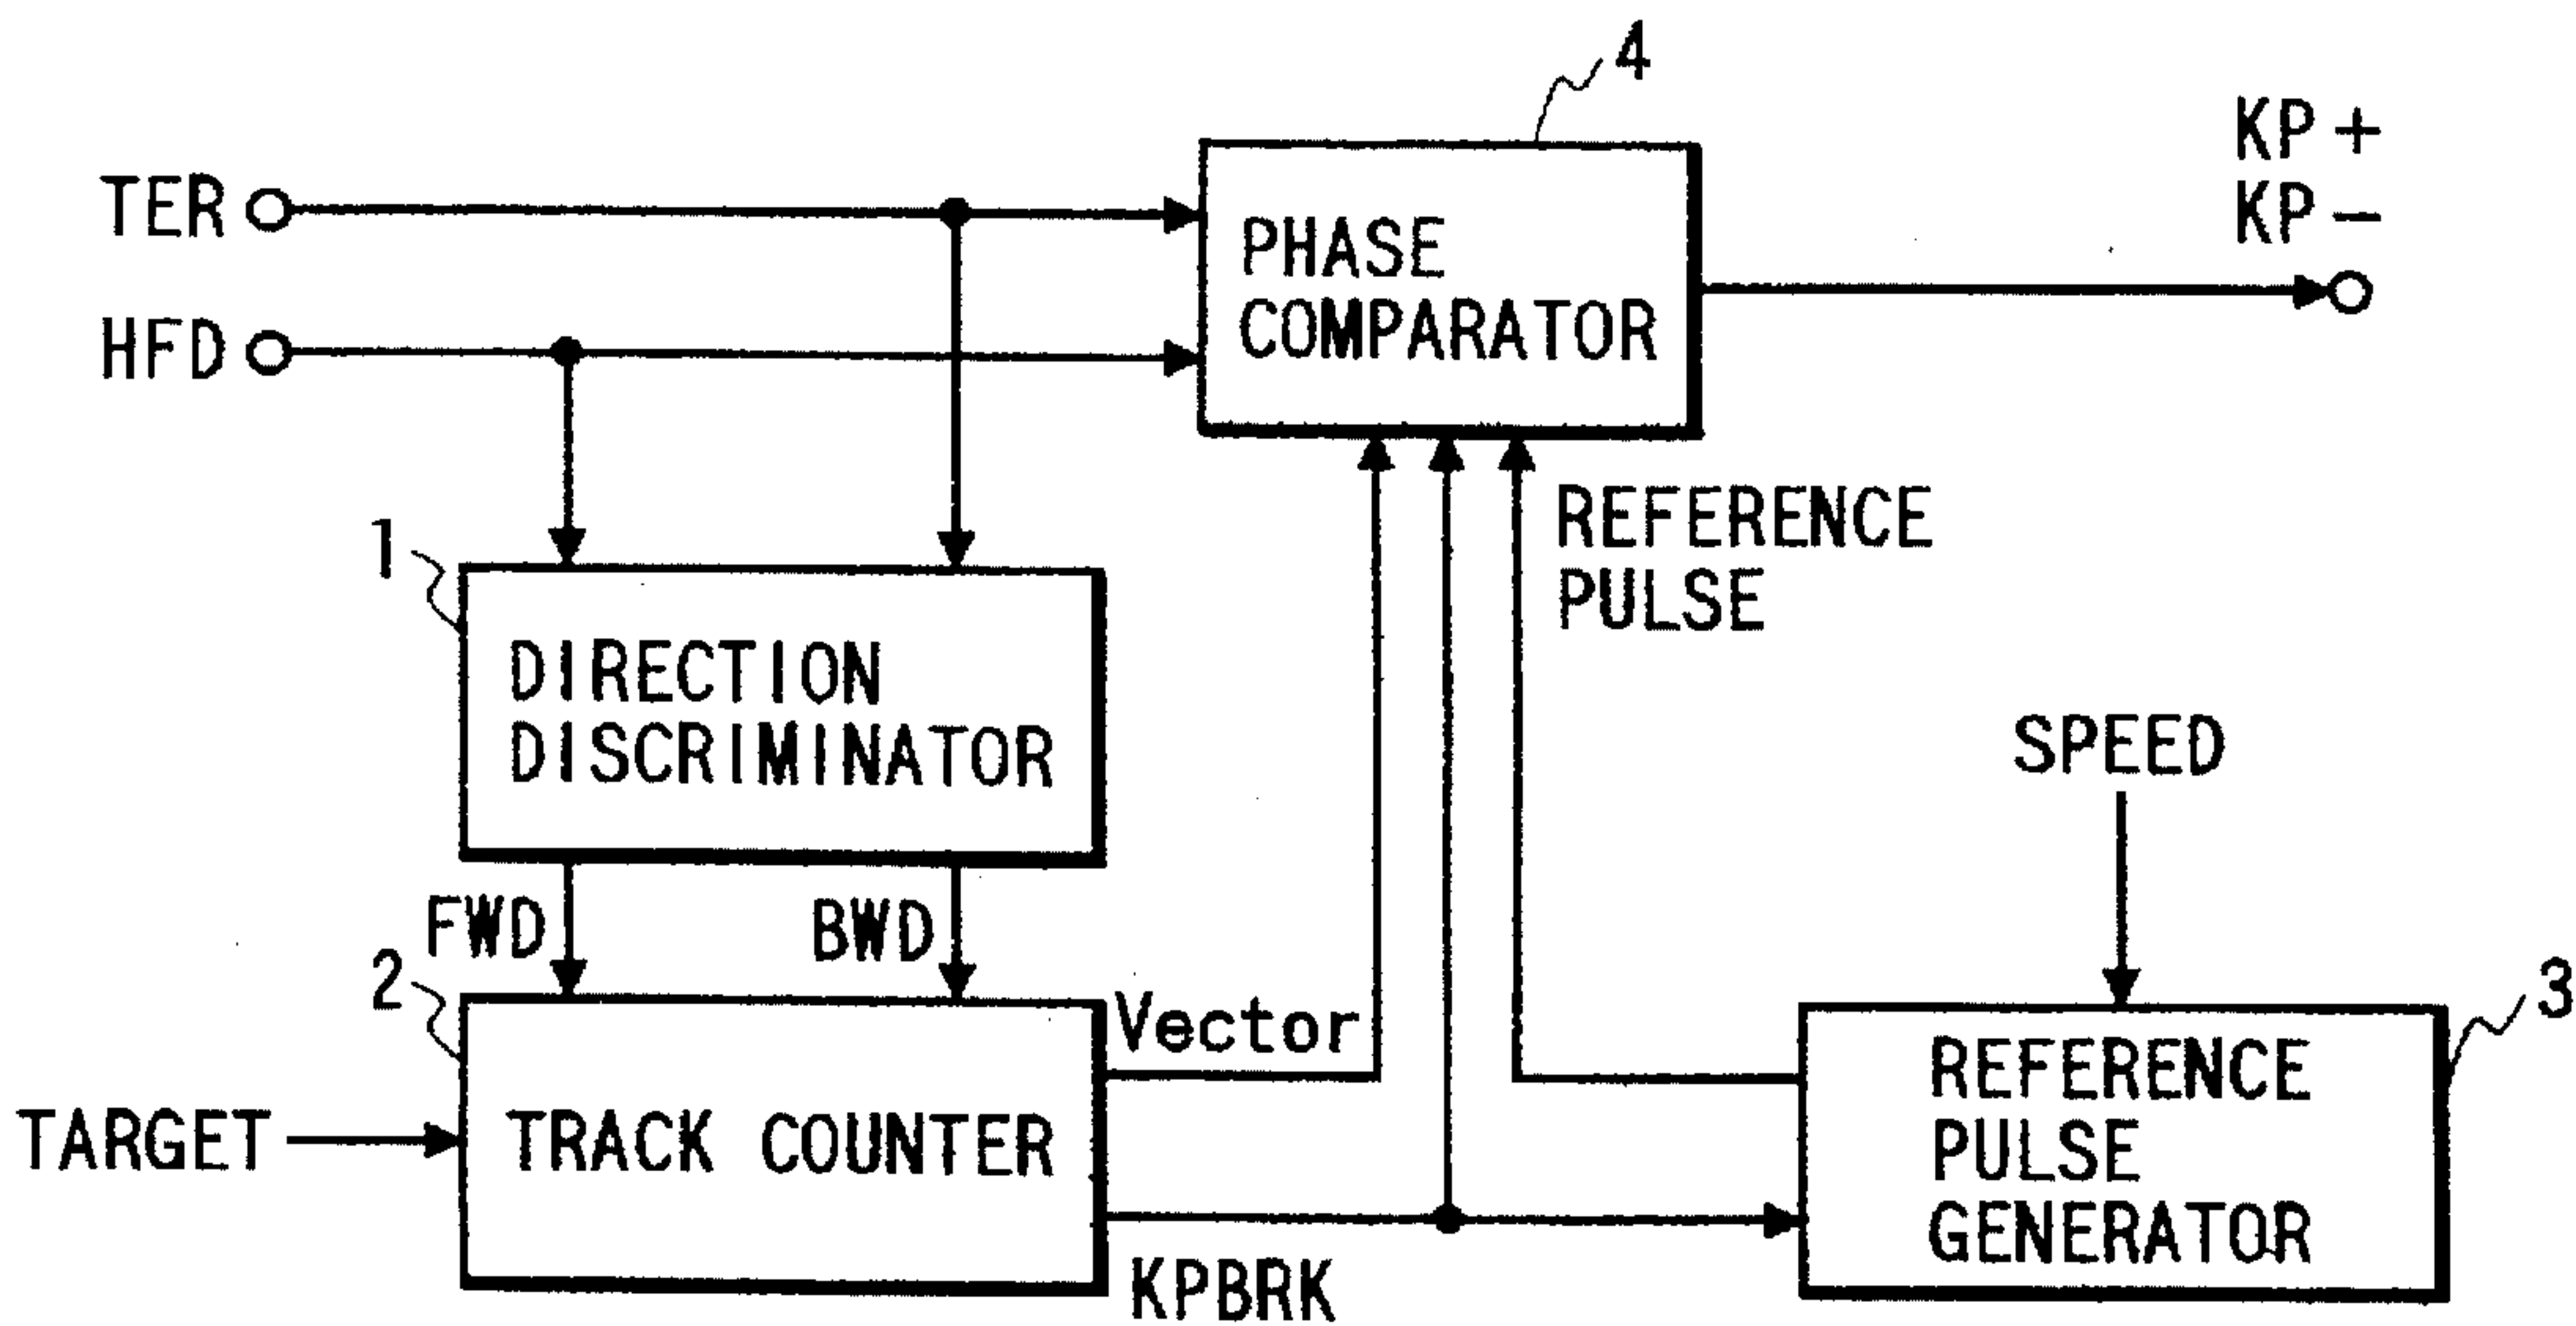 4
KP +
KP -
TER
HFD
PHASE
COMPARATOR
REFERENCE
PULSE
1
DIRECTION
DISCRIMINATOR
SPEED
FWD
BWD
2
Vector
3
TARGET
TRACK COUNTER
REFERENCE
PULSE
GENERATOR
KPBRK